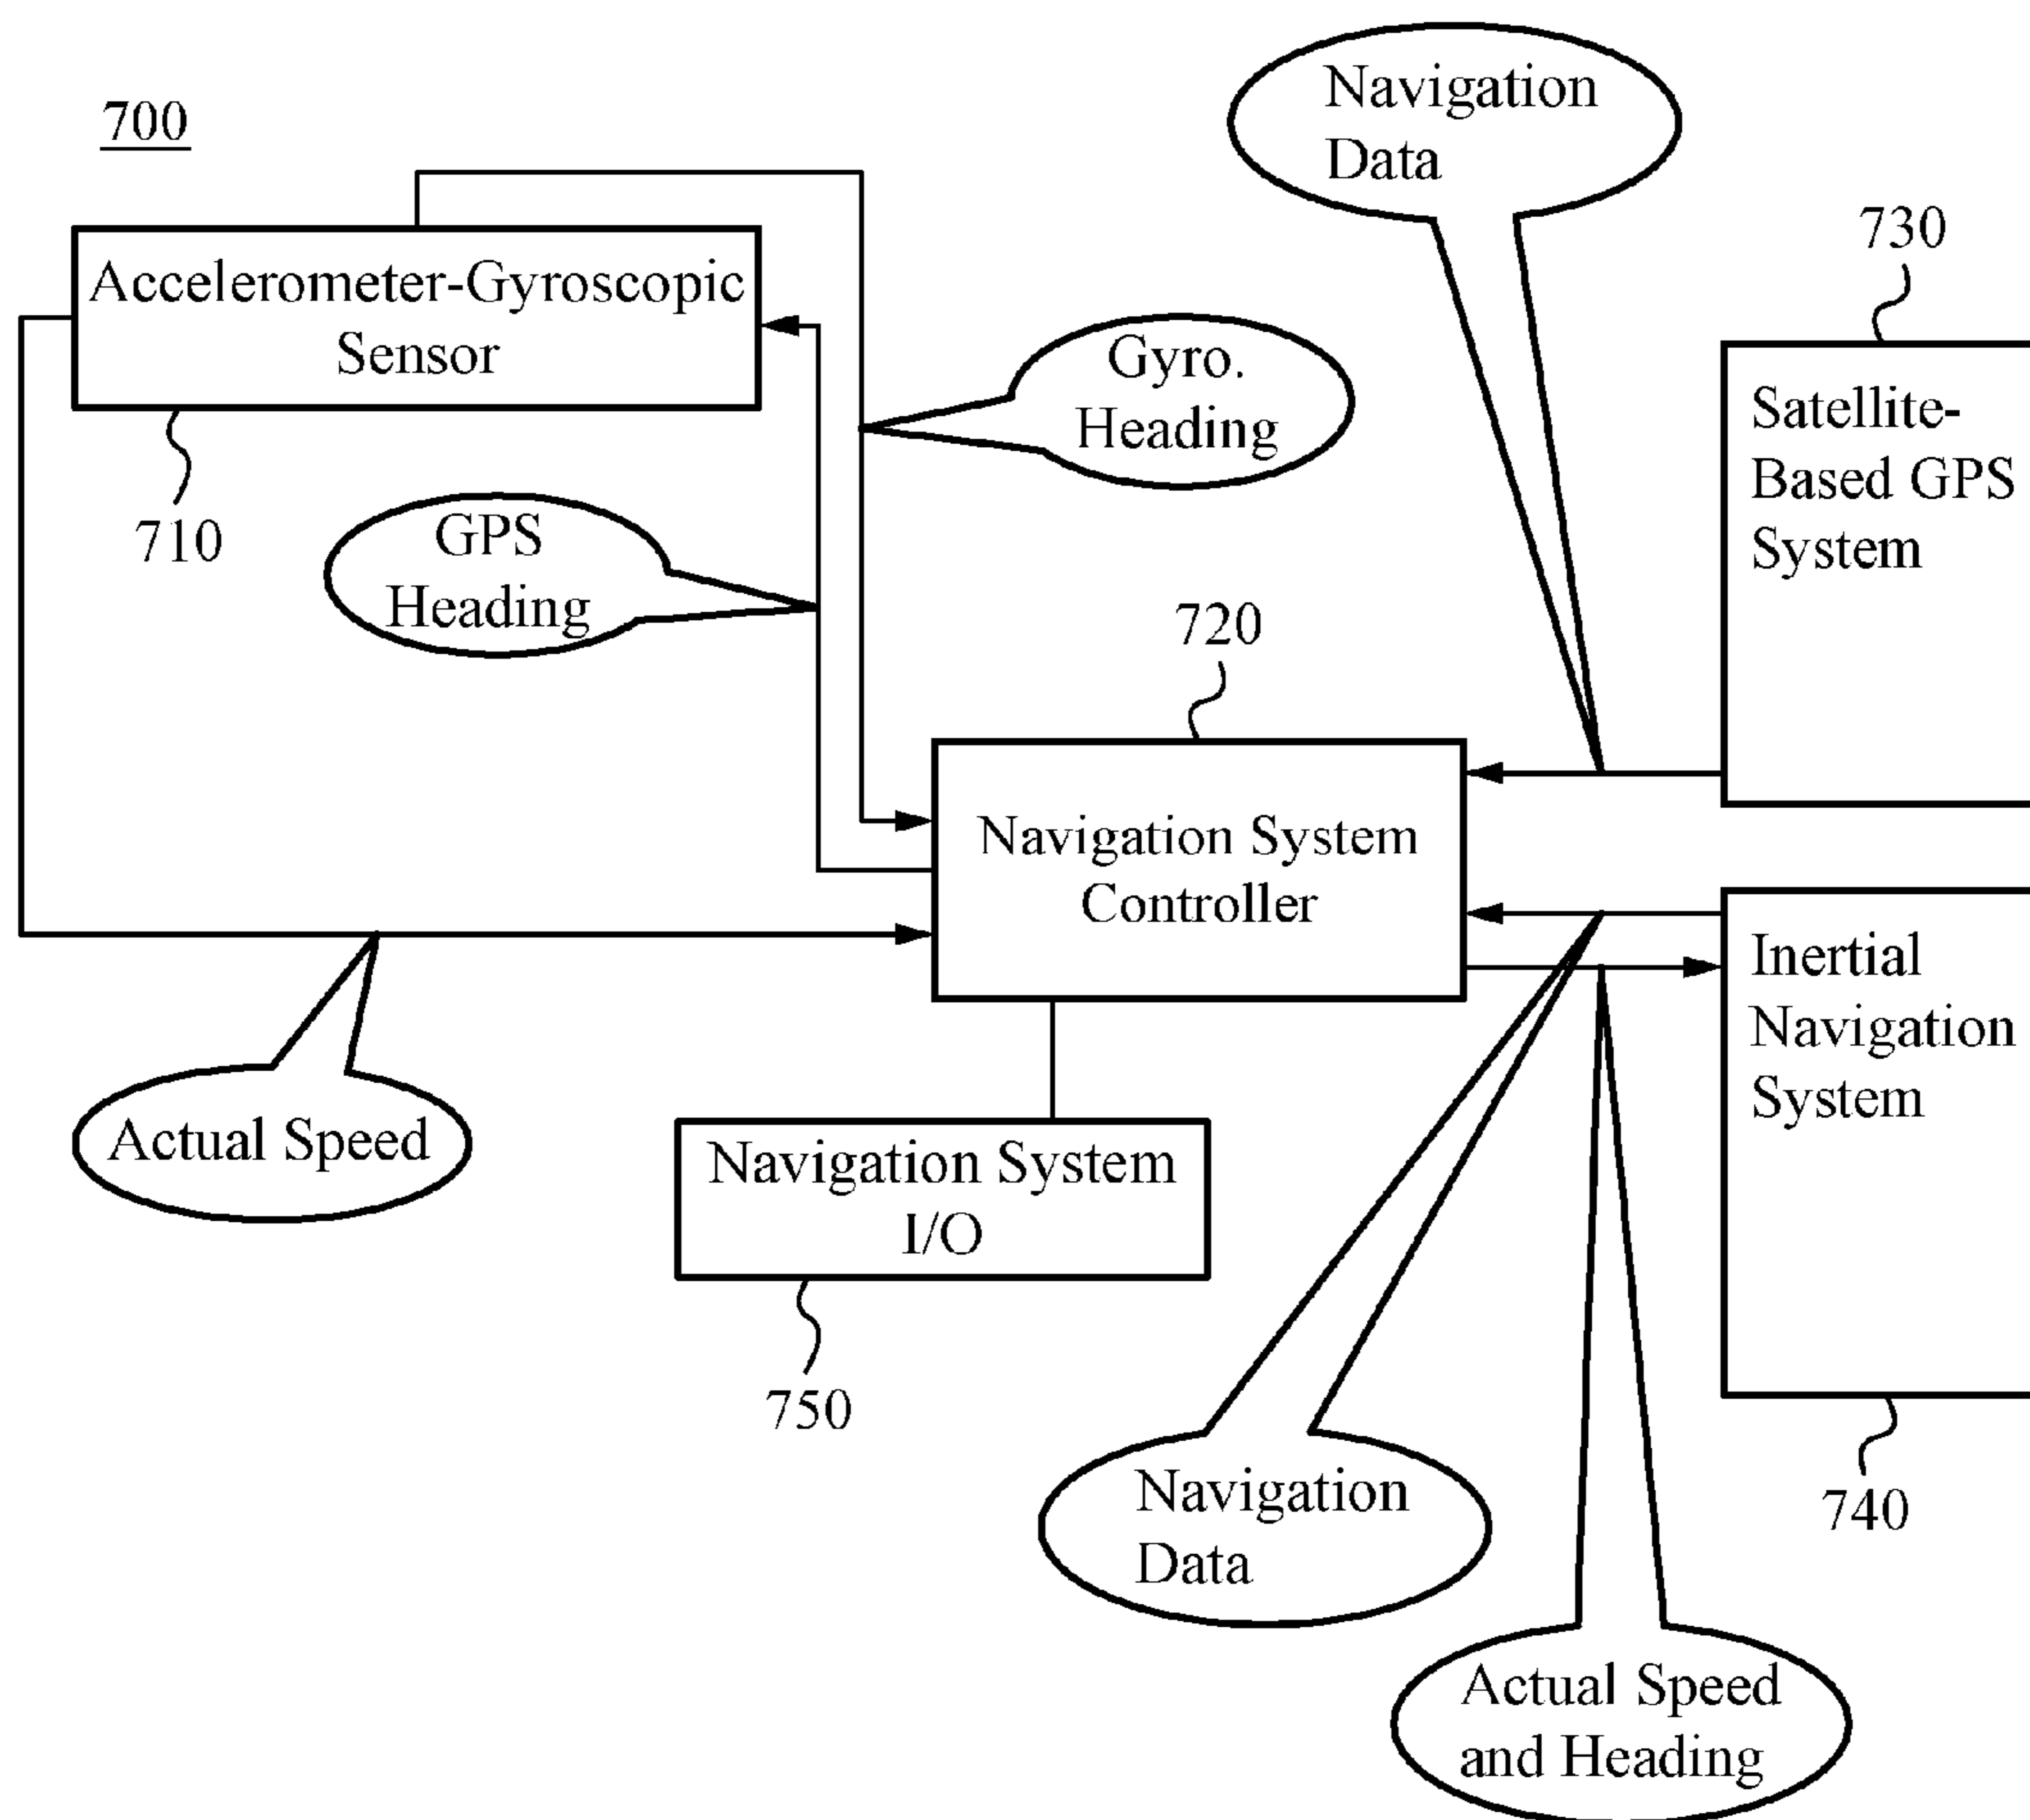 700
Navigation
Data
730
Accelerometer-Gyroscopic
Sensor
Gyro.
Heading
Satellite-
Based GPS
System
710
GPS
Heading
720
Navigation System
Controller
Inertial
Navigation
System
Actual Speed
Navigation System
I/O
750
Navigation
Data
740
Actual Speed
and Heading